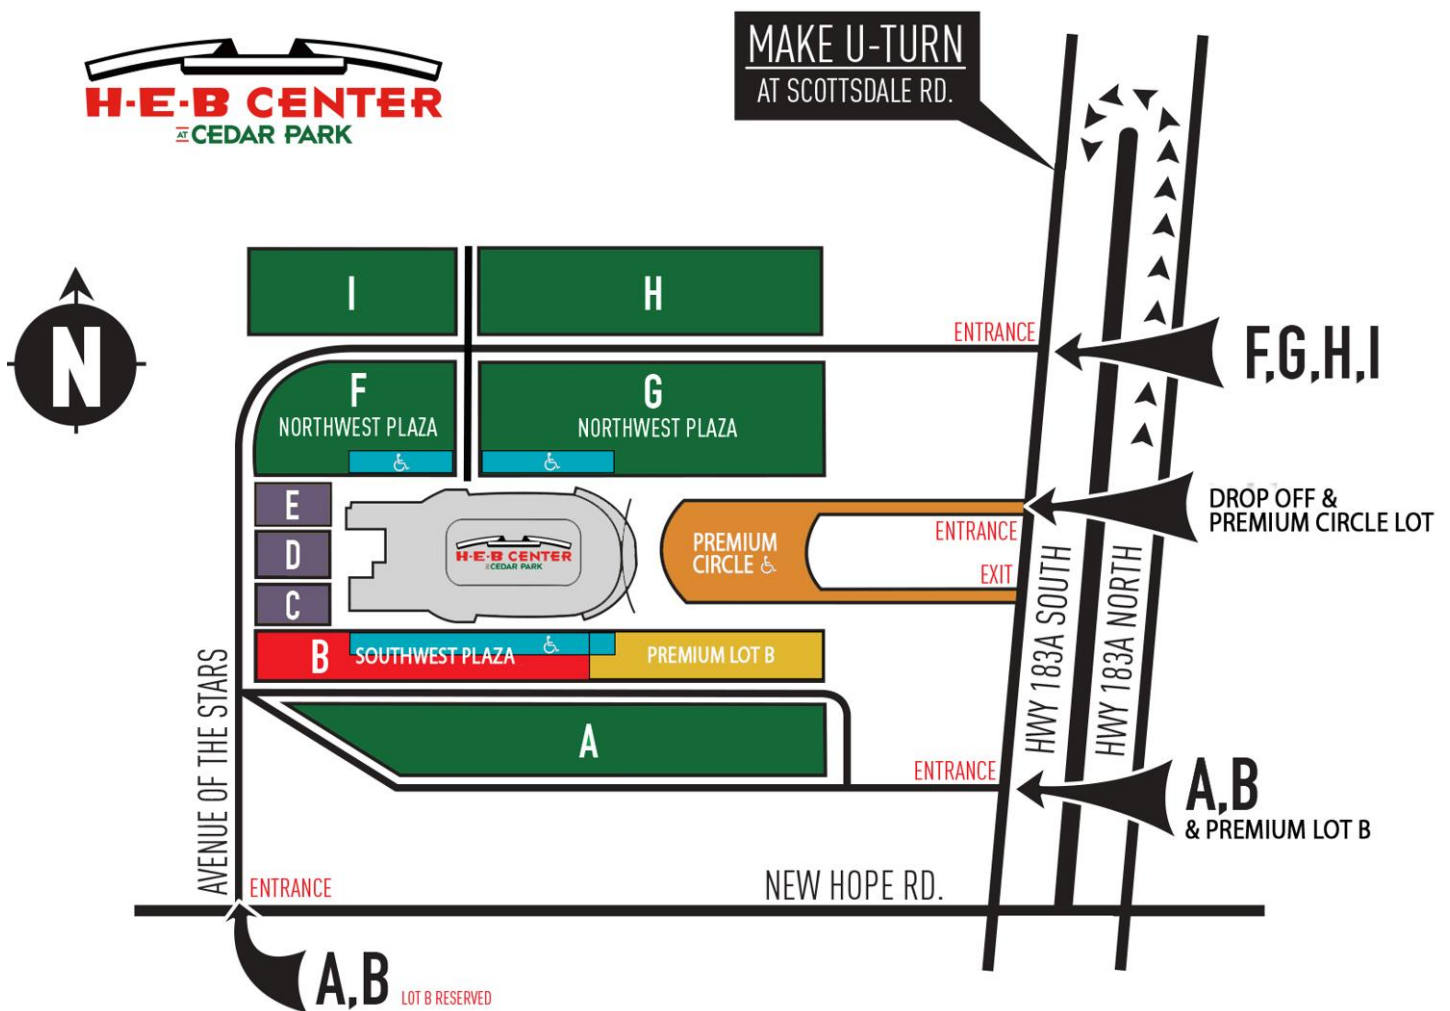 MAKE U-TURN
AT SCOTTSDALE RD.
H-E-B CENTER
AT CEDAR PARK
N
I
H
ENTRANCE
F,G,H,I
F
NORTHWEST PLAZA
G
NORTHWEST PLAZA
E
D
C
H-E-B CENTER
AT CEDAR PARK
PREMIUM
CIRCLE
ENTRANCE
EXIT
DROP OFF &
PREMIUM CIRCLE LOT
HWY 183A SOUTH
HWY 183A NORTH
B
SOUTHWEST PLAZA
PREMIUM LOT B
A
ENTRANCE
A,B
& PREMIUM LOT B
AVENUE OF THE STARS
ENTRANCE
NEW HOPE RD.
A,B
LOT B RESERVED